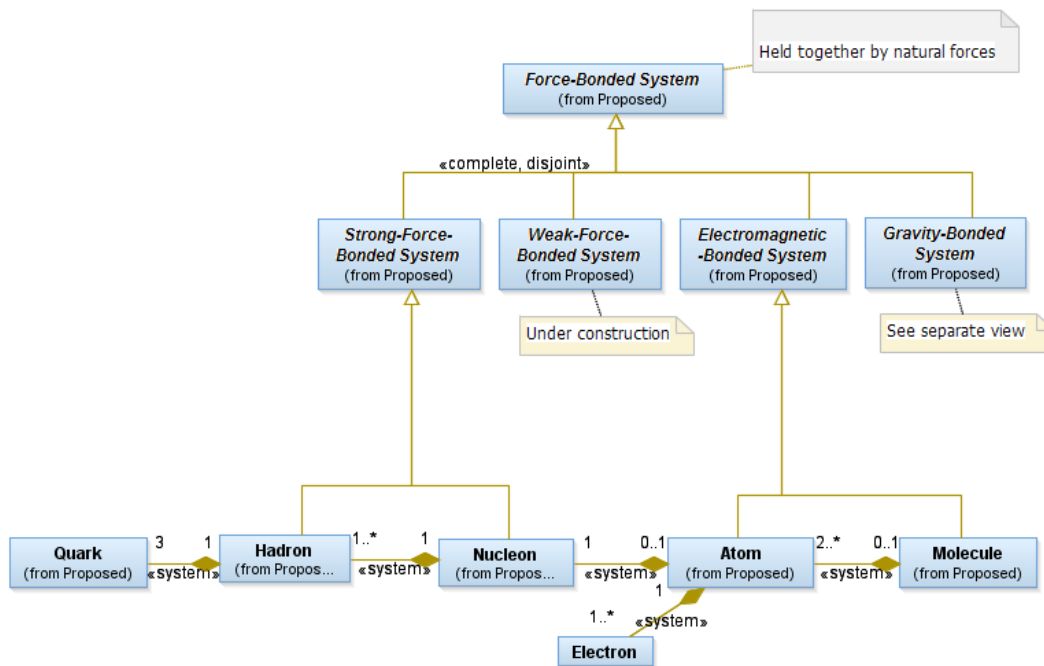 Held together by natural forces
Force-Bonded System
(from Proposed)
«complete, disjoint»
Strong-Force-
Bonded System
(from Proposed)
Weak-Force-
Bonded System
(from Proposed)
Electromagnetic
-Bonded System
(from Proposed)
Gravity-Bonded
System
(from Proposed)
Under construction
See separate view
Quark
(from Proposed)
3
1
«system»
Hadron
(from Propos...
1..*
1
«system»
Nucleon
(from Propos...
1
0..1
«system»
Atom
(from Proposed)
2..*
0..1
«system»
Molecule
(from Proposed)
1
1..*
«system»
Electron